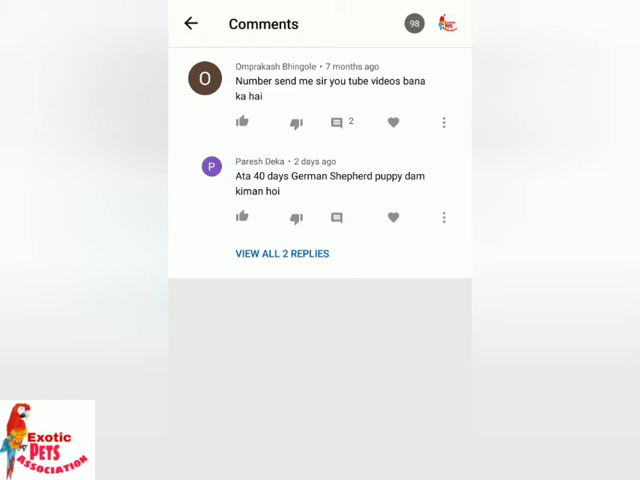 Comments
98
Omprakash Bhingole • 7 months ago
Number send me sir you tube videos bana
ka hai
2
Paresh Deka • 2 days ago
Ata 40 days German Shepherd puppy dam
kiman hoi
VIEW ALL 2 REPLIES
O
P
Exotic
PETS
ASSOCIATION